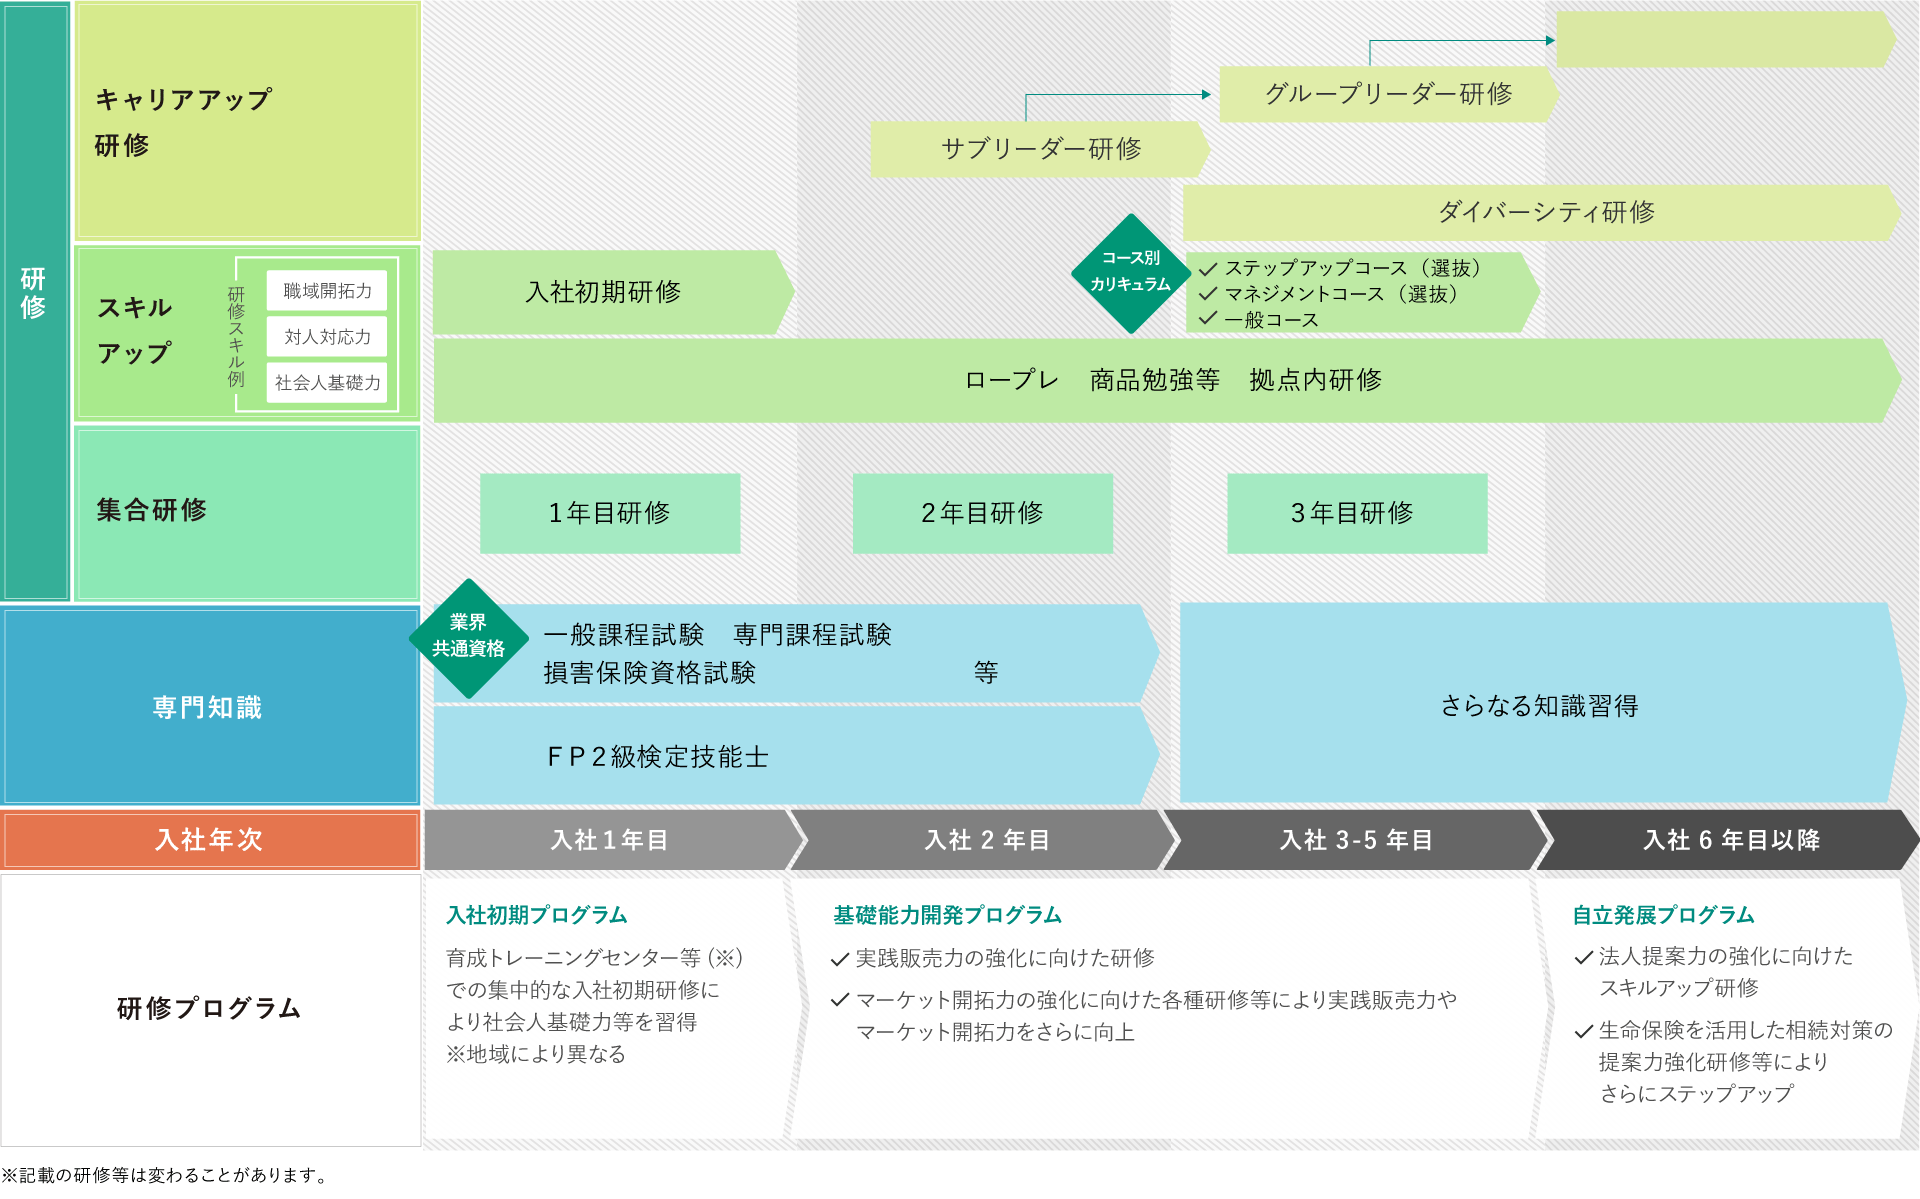 研修
キャリアアップ
研修
サブリーダー研修
グループリーダー研修
ダイバーシティ研修
スキル
アップ
研修スキル例
職域開拓力
対人対応力
社会人基礎力
入社初期研修
コース別
カリキュラム
ステップアップコース（選抜）
マネジメントコース（選抜）
一般コース
ロープレ　商品勉強等　拠点内研修
集合研修
1年目研修
2年目研修
3年目研修
専門知識
業界
共通資格
一般課程試験　専門課程試験
損害保険資格試験　等
FP2級検定技能士
さらなる知識習得
入社年次
入社1年目
入社 2 年目
入社 3-5 年目
入社 6 年目以降
研修プログラム
入社初期プログラム
育成トレーニングセンター等（※）
での集中的な入社初期研修に
より社会人基礎力等を習得
※地域により異なる
基礎能力開発プログラム
実践販売力の強化に向けた研修
マーケット開拓力の強化に向けた各種研修等により実践販売力や
マーケット開拓力をさらに向上
自立発展プログラム
法人提案力の強化に向けた
スキルアップ研修
生命保険を活用した相続対策の
提案力強化研修等により
さらにステップアップ
※記載の研修等は変わることがあります。